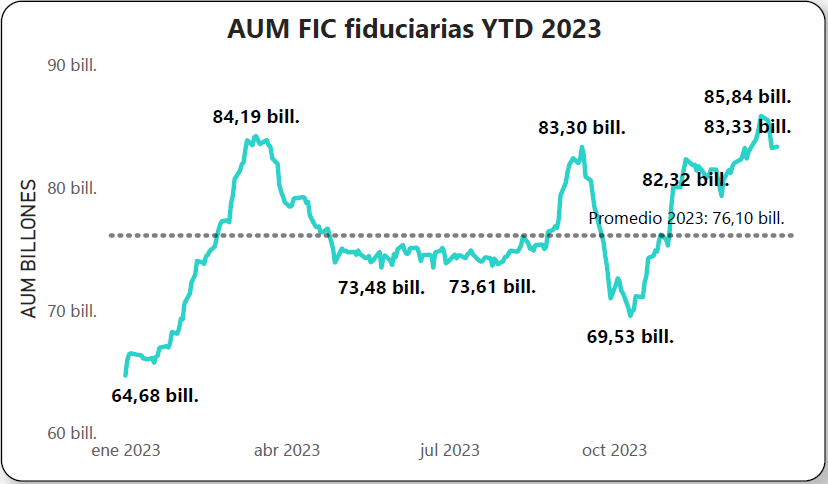 AUM FIC fiduciarias YTD 2023
AUM BILLONES
90 bill.
80 bill.
70 bill.
60 bill.
85,84 bill.
84,19 bill.
83,30 bill.
83,33 bill.
82,32 bill.
Promedio 2023: 76,10 bill.
73,48 bill.
73,61 bill.
69,53 bill.
64,68 bill.
ene 2023
abr 2023
jul 2023
oct 2023